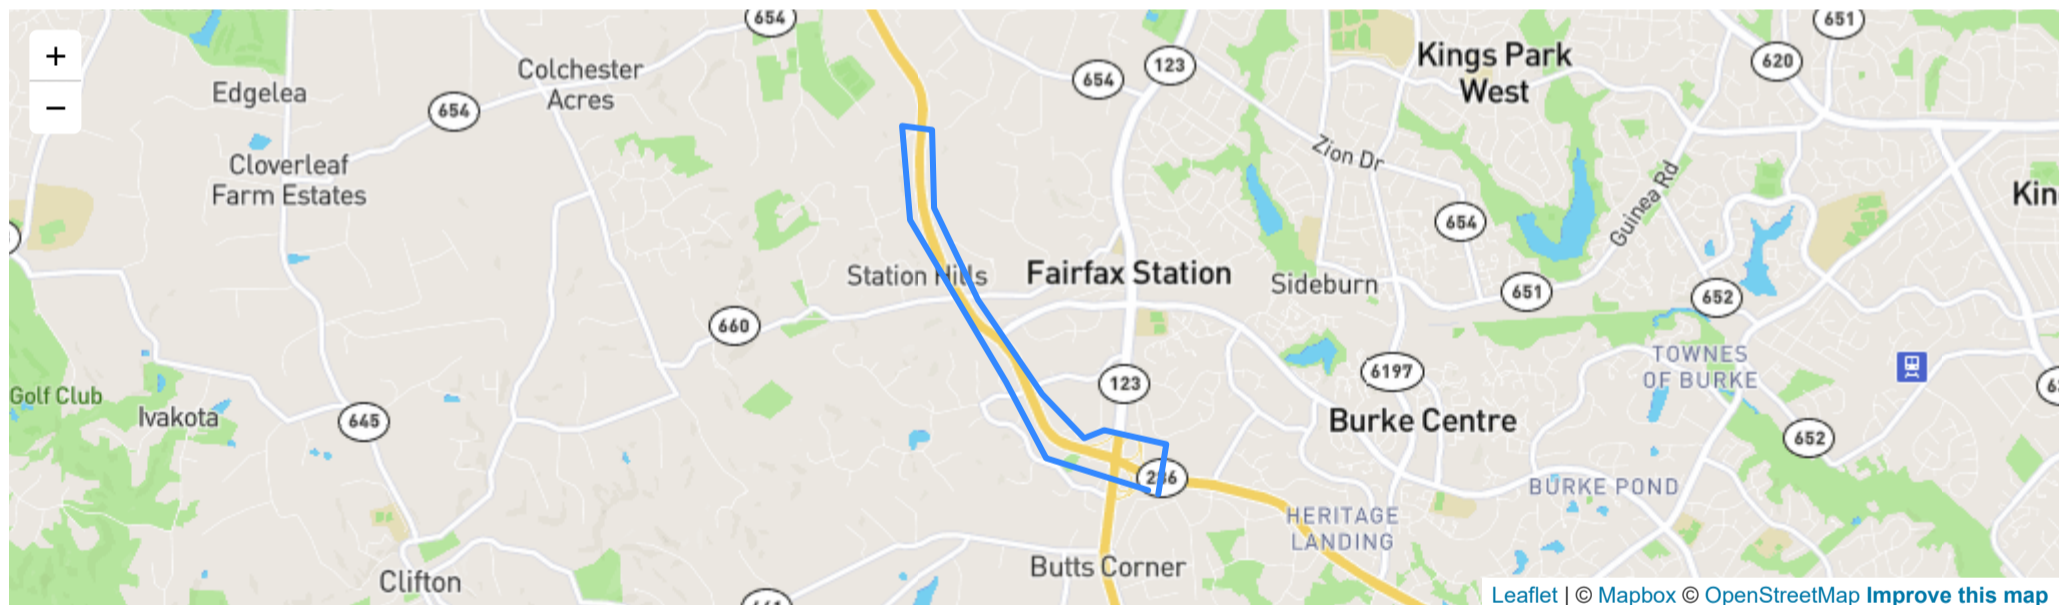 +
−
654
651
Edgelea
Colchester
Acres
654
654
123
Kings Park
West
620
Cloverleaf
Farm Estates
Zion Dr
Guinea Rd
654
Kin
Station Hills
Fairfax Station
Sideburn
651
652
660
123
6197
TOWNES
OF BURKE
Golf Club
Ivakota
645
Burke Centre
652
BURKE POND
HERITAGE
LANDING
Butts Corner
Clifton
Leaflet | © Mapbox © OpenStreetMap Improve this map